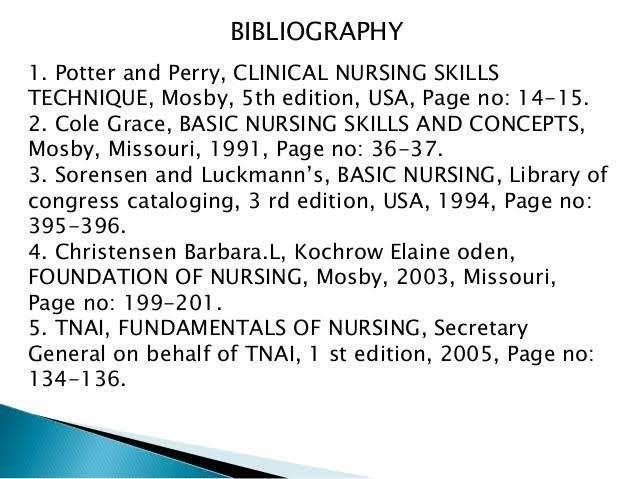 BIBLIOGRAPHY
1. Potter and Perry, CLINICAL NURSING SKILLS
TECHNIQUE, Mosby, 5th edition, USA, Page no: 14-15.
2. Cole Grace, BASIC NURSING SKILLS AND CONCEPTS,
Mosby, Missouri, 1991, Page no: 36-37.
3. Sorensen and Luckmann’s, BASIC NURSING, Library of
congress cataloging, 3 rd edition, USA, 1994, Page no:
395-396.
4. Christensen Barbara.L, Kochrow Elaine oden,
FOUNDATION OF NURSING, Mosby, 2003, Missouri,
Page no: 199-201.
5. TNAI, FUNDAMENTALS OF NURSING, Secretary
General on behalf of TNAI, 1 st edition, 2005, Page no:
134-136.